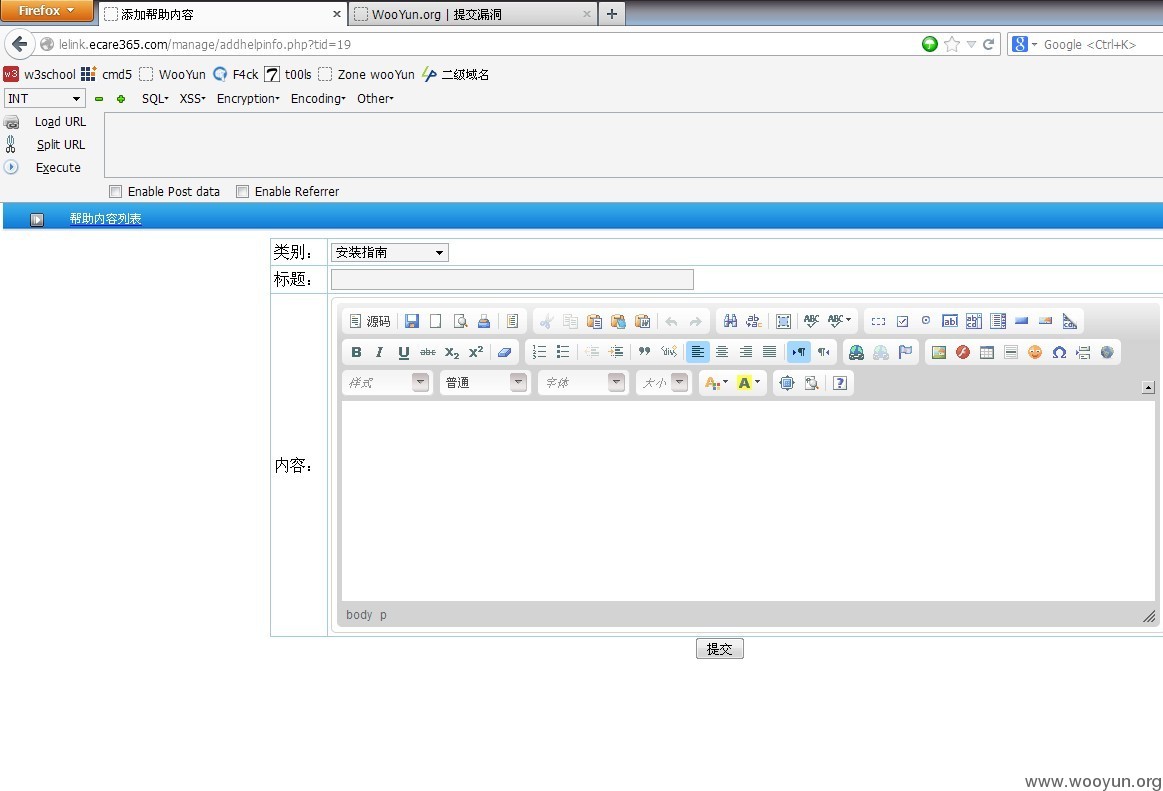 Firefox
添加帮助内容 ×
WooYun.org | 提交漏洞 ×
lelink.ecare365.com/manage/addhelpinfo.php?tid=19
Google <Ctrl+K>
w3school cmd5 WooYun F4ck t00ls Zone wooYun 二级域名
INT SQL XSS Encryption Encoding Other
Load URL
Split URL
Execute
Enable Post data Enable Referrer
帮助内容列表
类别： 安装指南
标题：
源码
样式 普通 字体 大小
内容：
body p
提交
www.wooyun.org